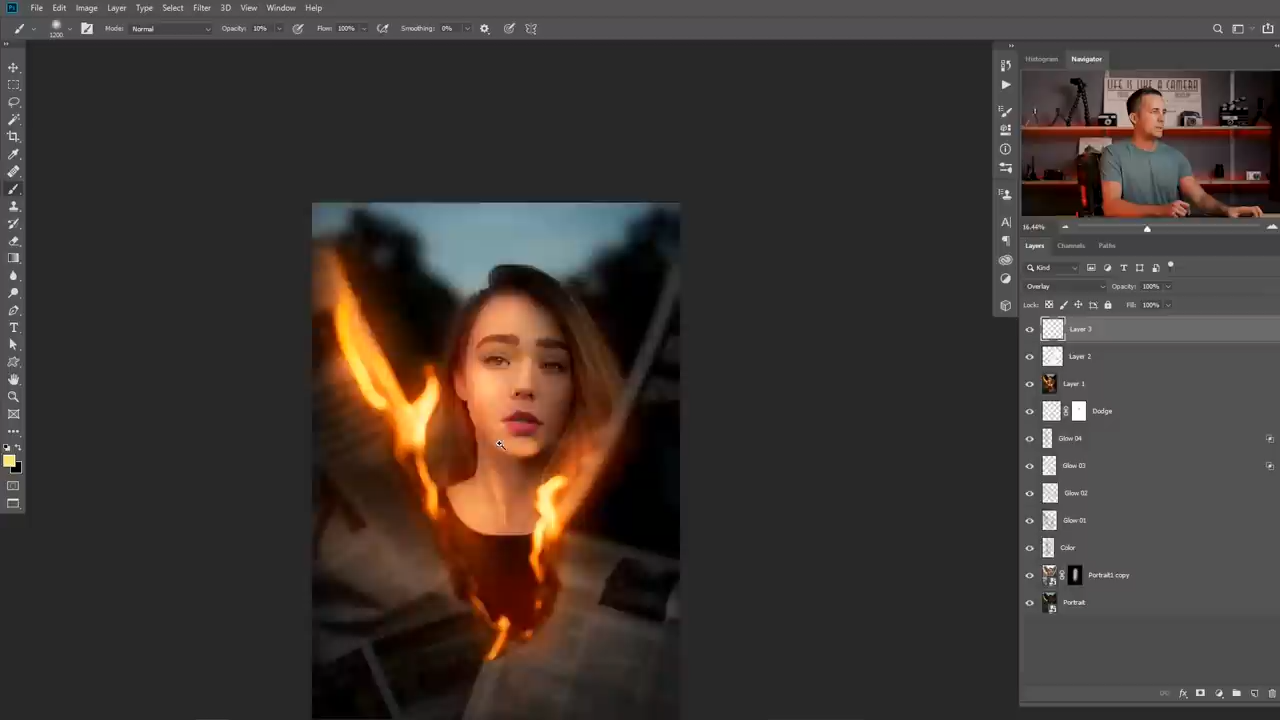 File Edit Image Layer Type Select Filter 3D View Window Help
1200 Mode: Normal Opacity: 10% Flow: 100% Smoothing: 0%
Histogram Navigator
LIFE IS LIKE A CAMERA
16.44%
Layers Channels Paths
Kind
Overlay Opacity: 100%
Lock: Fill: 100%
Layer 3
Layer 2
Layer 1
Dodge
Glow 04
Glow 03
Glow 02
Glow 01
Color
Portrait1 copy
Portrait